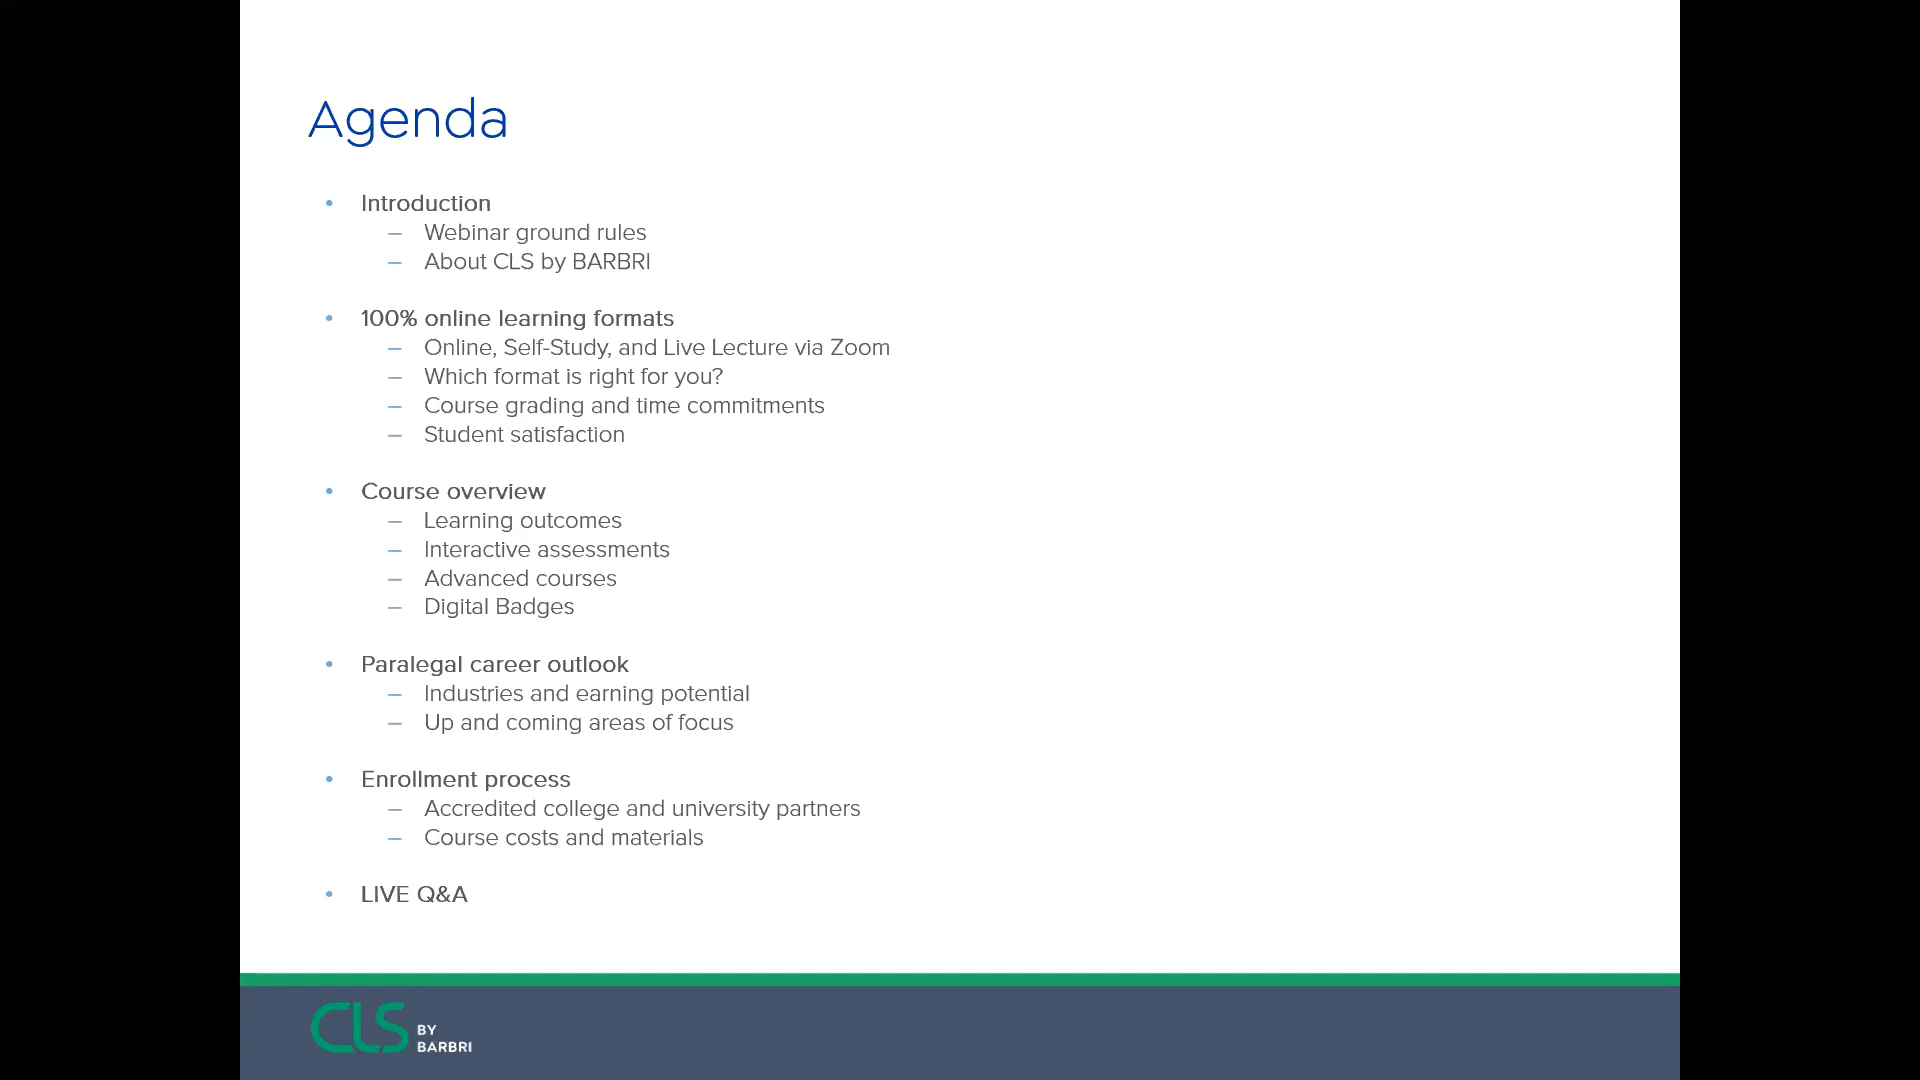 Agenda
• Introduction
– Webinar ground rules
– About CLS by BARBRI
• 100% online learning formats
– Online, Self-Study, and Live Lecture via Zoom
– Which format is right for you?
– Course grading and time commitments
– Student satisfaction
• Course overview
– Learning outcomes
– Interactive assessments
– Advanced courses
– Digital Badges
• Paralegal career outlook
– Industries and earning potential
– Up and coming areas of focus
• Enrollment process
– Accredited college and university partners
– Course costs and materials
• LIVE Q&A
CLS BY
BARBRI